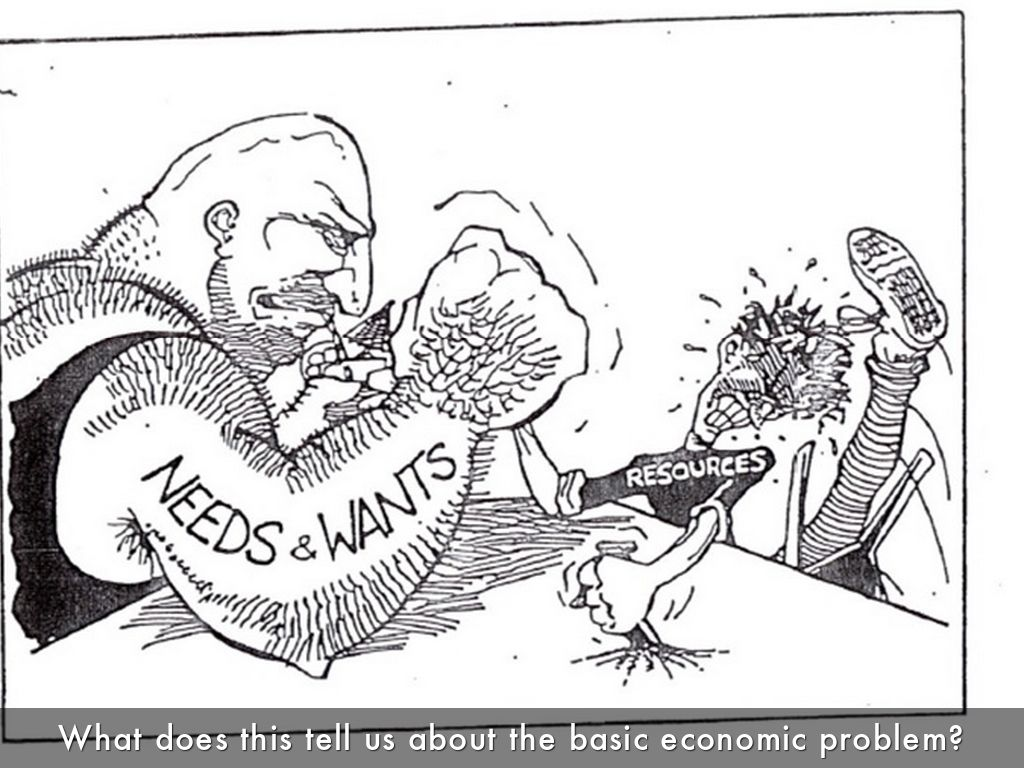 NEEDS & WANTS
RESOURCES
What does this tell us about the basic economic problem?